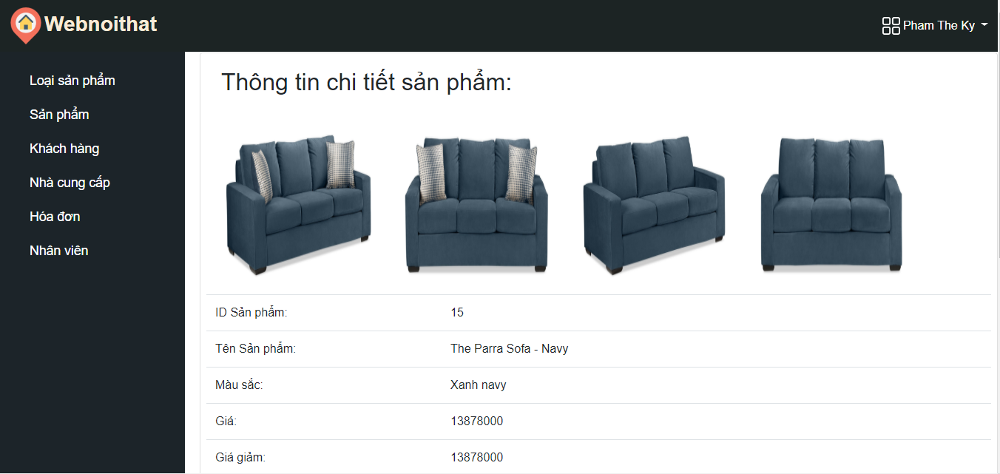 Webnoithat
Pham The Ky
Loại sản phẩm
Sản phẩm
Khách hàng
Nhà cung cấp
Hóa đơn
Nhân viên
Thông tin chi tiết sản phẩm:
ID Sản phẩm: 15
Tên Sản phẩm: The Parra Sofa - Navy
Màu sắc: Xanh navy
Giá: 13878000
Giá giảm: 13878000